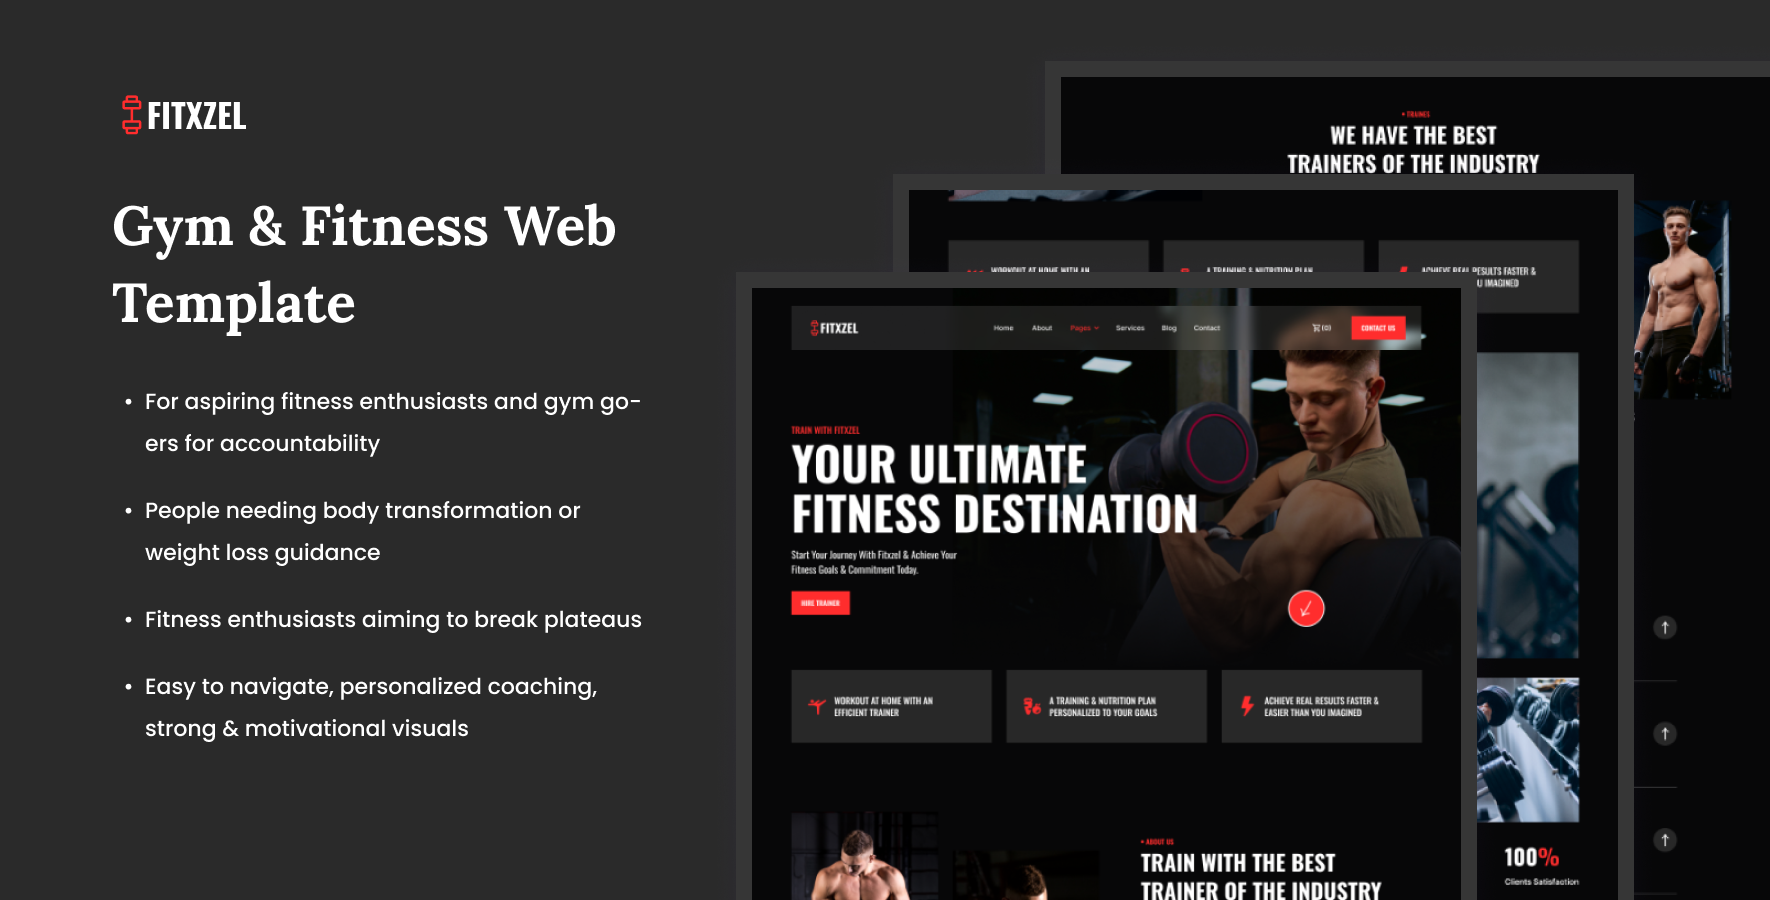 FITXZEL
Gym & Fitness Web
Template
• For aspiring fitness enthusiasts and gym go-
ers for accountability
• People needing body transformation or
weight loss guidance
• Fitness enthusiasts aiming to break plateaus
• Easy to navigate, personalized coaching,
strong & motivational visuals
• TRAINES
WE HAVE THE BEST
TRAINERS OF THE INDUSTRY
WORKOUT AT HOME WITH AN
A TRAINING & NUTRITION PLAN
ACHIEVE REAL RESULTS FASTER &
U IMAGINED
FITXZEL
Home About Pages Services Blog Contact (0) CONTACT US
TRAIN WITH FITXZEL
YOUR ULTIMATE
FITNESS DESTINATION
Start Your Journey With Fitxzel & Achieve Your
Fitness Goals & Commitment Today.
HIRE TRAINER
WORKOUT AT HOME WITH AN
EFFICIENT TRAINER
A TRAINING & NUTRITION PLAN
PERSONALIZED TO YOUR GOALS
ACHIEVE REAL RESULTS FASTER &
EASIER THAN YOU IMAGINED
• ABOUT US
TRAIN WITH THE BEST
TRAINER OF THE INDUSTRY
100%
Clients Satisfaction